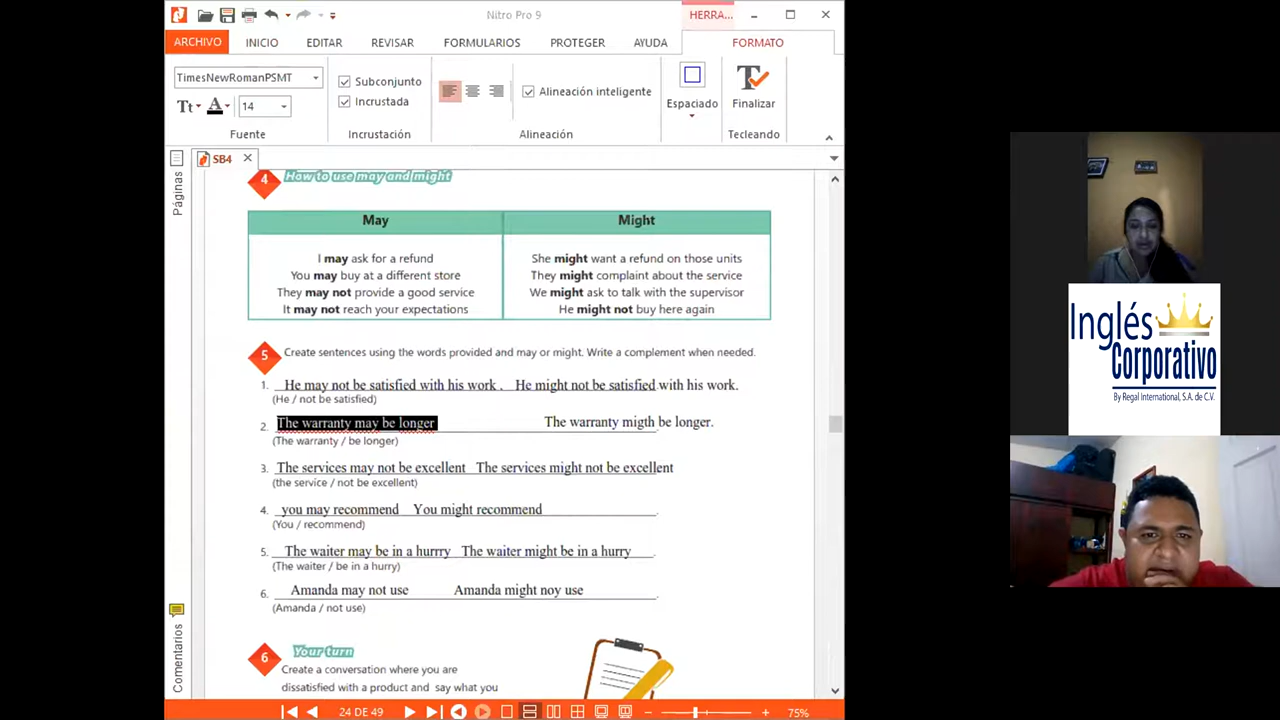 Nitro Pro 9
HERRA...
ARCHIVO INICIO EDITAR REVISAR FORMULARIOS PROTEGER AYUDA FORMATO
TimesNewRomanPSMT
Subconjunto
Alineación inteligente
Tt A 14
Incrustada
Espaciado
Finalizar
Fuente
Incrustación
Alineación
Tecleando
SB4
Páginas
4 How to use may and might
May Might
I may ask for a refund
She might want a refund on those units
You may buy at a different store
They might complaint about the service
They may not provide a good service
We might ask to talk with the supervisor
It may not reach your expectations
He might not buy here again
5 Create sentences using the words provided and may or might. Write a complement when needed.
1. He may not be satisfied with his work . He might not be satisfied with his work.
(He / not be satisfied)
2. The warranty may be longer The warranty migth be longer.
(The warranty / be longer)
3. The services may not be excellent The services might not be excellent
(the service / not be excellent)
4. you may recommend You might recommend
(You / recommend)
5. The waiter may be in a hurrry The waiter might be in a hurry
(The waiter / be in a hurry)
6. Amanda may not use Amanda might noy use
(Amanda / not use)
6 Your turn
Create a conversation where you are
dissatisfied with a product and say what you
Comentarios
24 DE 49
75%
Inglés
Corporativo
By Regal International, S.A. de C.V.